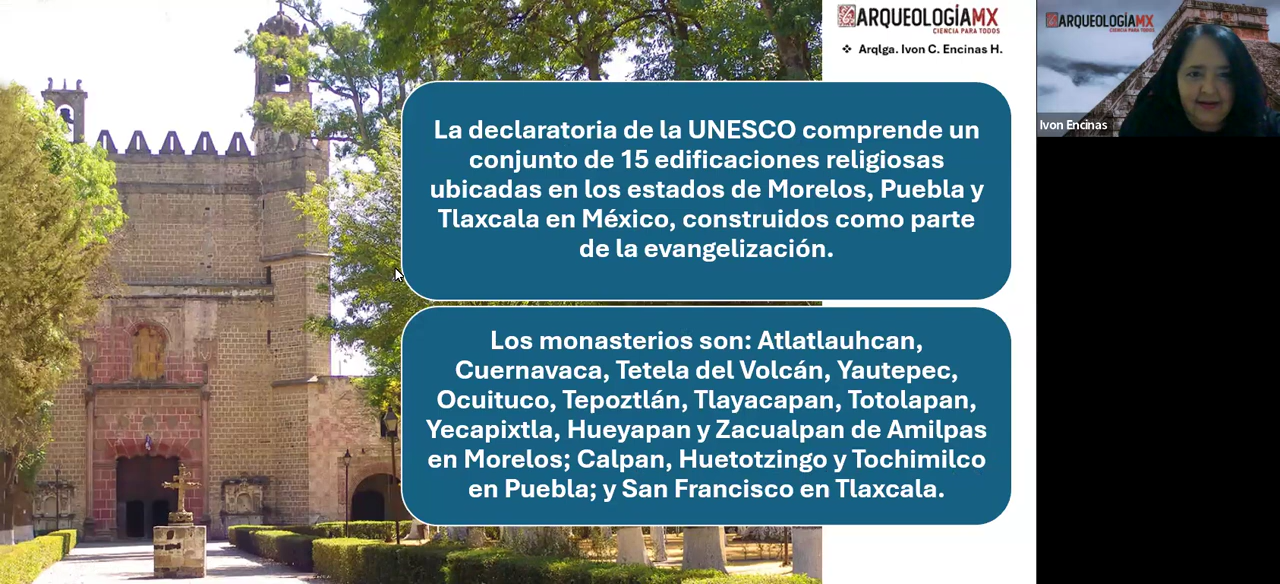 ARQUEOLOGÍAMX
CIENCIA PARA TODOS
❖ Arqlga. Ivon C. Encinas H.
La declaratoria de la UNESCO comprende un
conjunto de 15 edificaciones religiosas
ubicadas en los estados de Morelos, Puebla y
Tlaxcala en México, construidos como parte
de la evangelización.
Los monasterios son: Atlatlauhcan,
Cuernavaca, Tetela del Volcán, Yautepec,
Ocuituco, Tepoztlán, Tlayacapan, Totolapan,
Yecapixtla, Hueyapan y Zacualpan de Amilpas
en Morelos; Calpan, Huetotzingo y Tochimilco
en Puebla; y San Francisco en Tlaxcala.
ARQUEOLOGÍAMX
CIENCIA PARA TODOS
Ivon Encinas